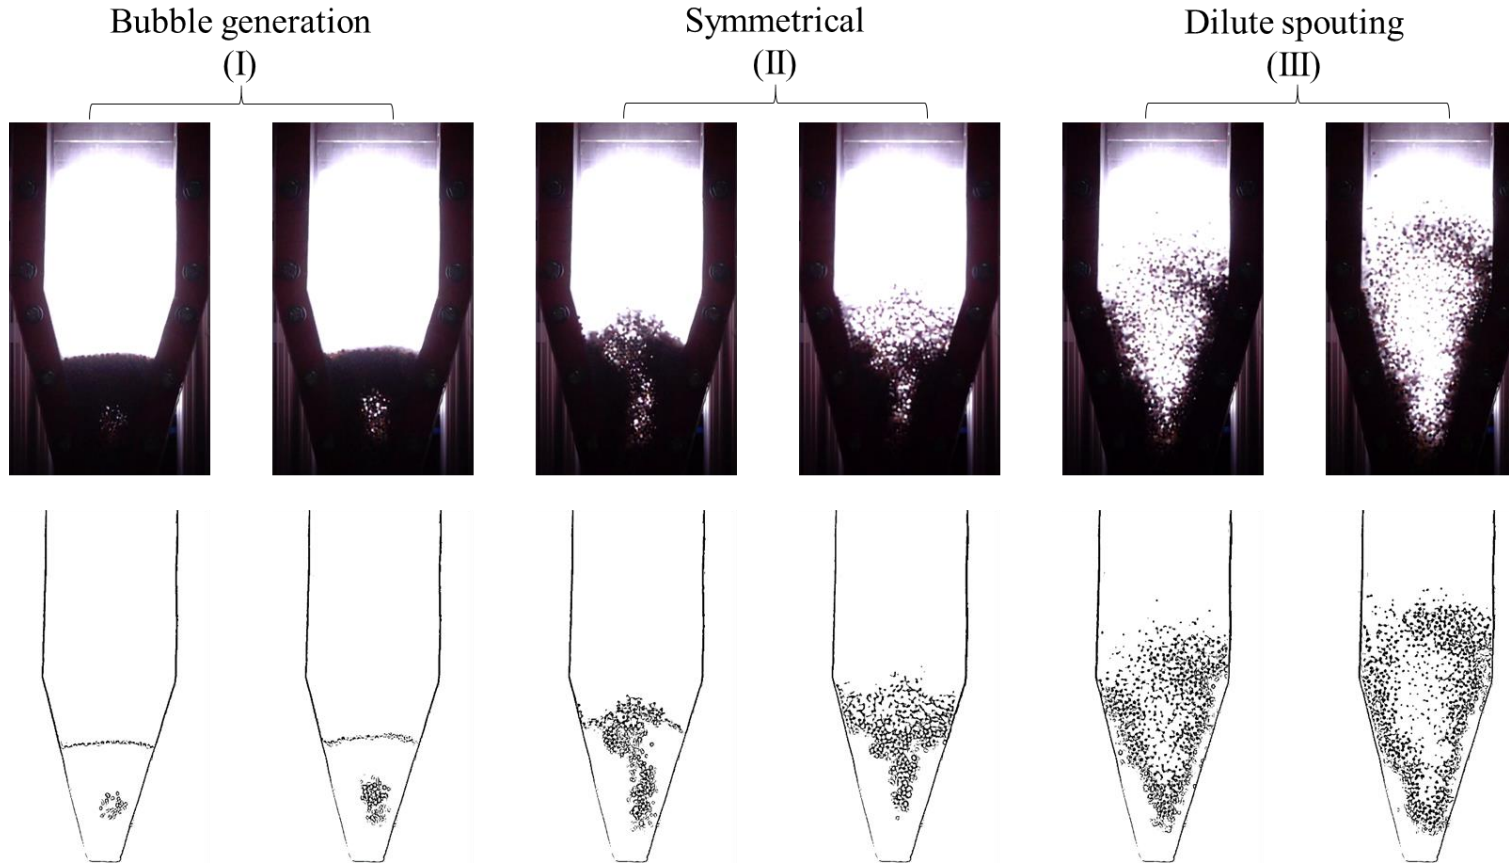 Bubble generation
(I)
Symmetrical
(II)
Dilute spouting
(III)